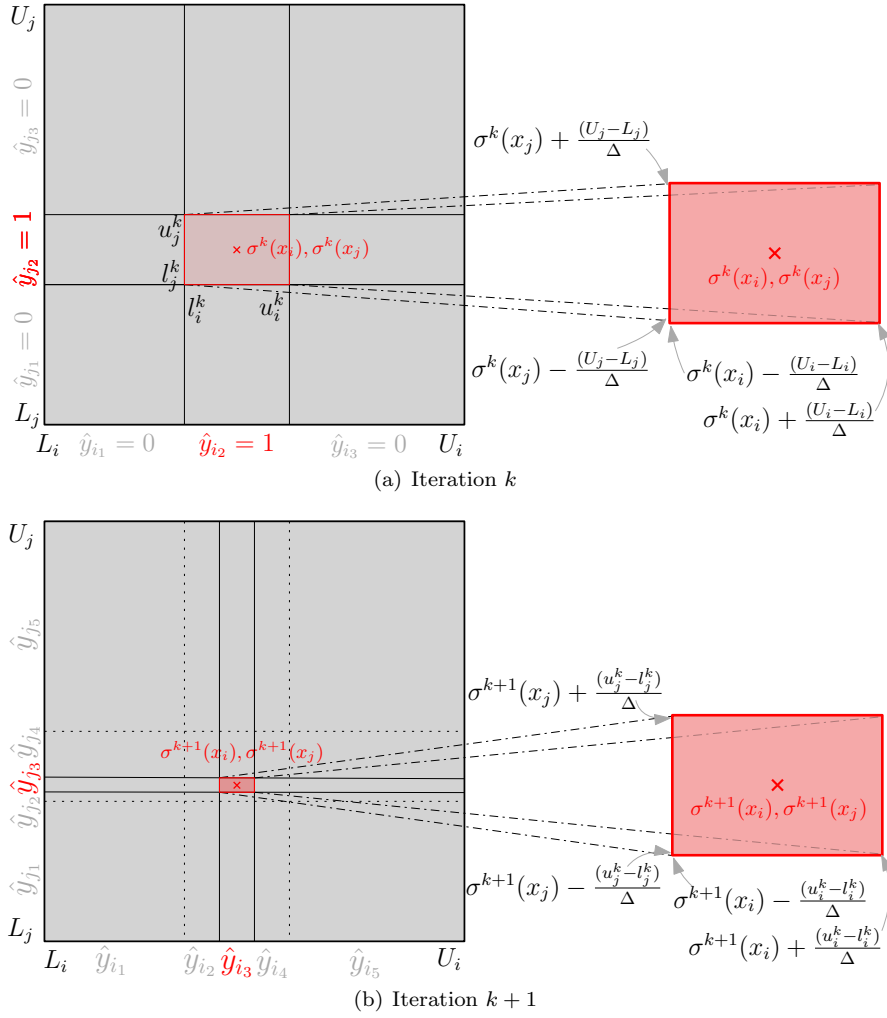 U_j
ŷ_{j_3} = 0
σ^k(x_j) + (U_j−L_j)/Δ
ŷ_{j_2} = 1
u_j^k
× σ^k(x_i), σ^k(x_j)
×
σ^k(x_i), σ^k(x_j)
l_j^k
l_i^k
u_i^k
ŷ_{j_1} = 0
σ^k(x_j) − (U_j−L_j)/Δ
σ^k(x_i) − (U_i−L_i)/Δ
σ^k(x_i) + (U_i−L_i)/Δ
L_j
L_i ŷ_{i_1} = 0 ŷ_{i_2} = 1 ŷ_{i_3} = 0 U_i
(a) Iteration k
U_j
ŷ_{j_5}
σ^{k+1}(x_j) + (u_j^k−l_j^k)/Δ
ŷ_{j_4}
σ^{k+1}(x_i), σ^{k+1}(x_j)
ŷ_{j_3}
×
×
σ^{k+1}(x_i), σ^{k+1}(x_j)
ŷ_{j_2}
ŷ_{j_1}
σ^{k+1}(x_j) − (u_j^k−l_j^k)/Δ
σ^{k+1}(x_i) − (u_i^k−l_i^k)/Δ
σ^{k+1}(x_i) + (u_i^k−l_i^k)/Δ
L_j
L_i ŷ_{i_1} ŷ_{i_2} ŷ_{i_3} ŷ_{i_4} ŷ_{i_5} U_i
(b) Iteration k + 1